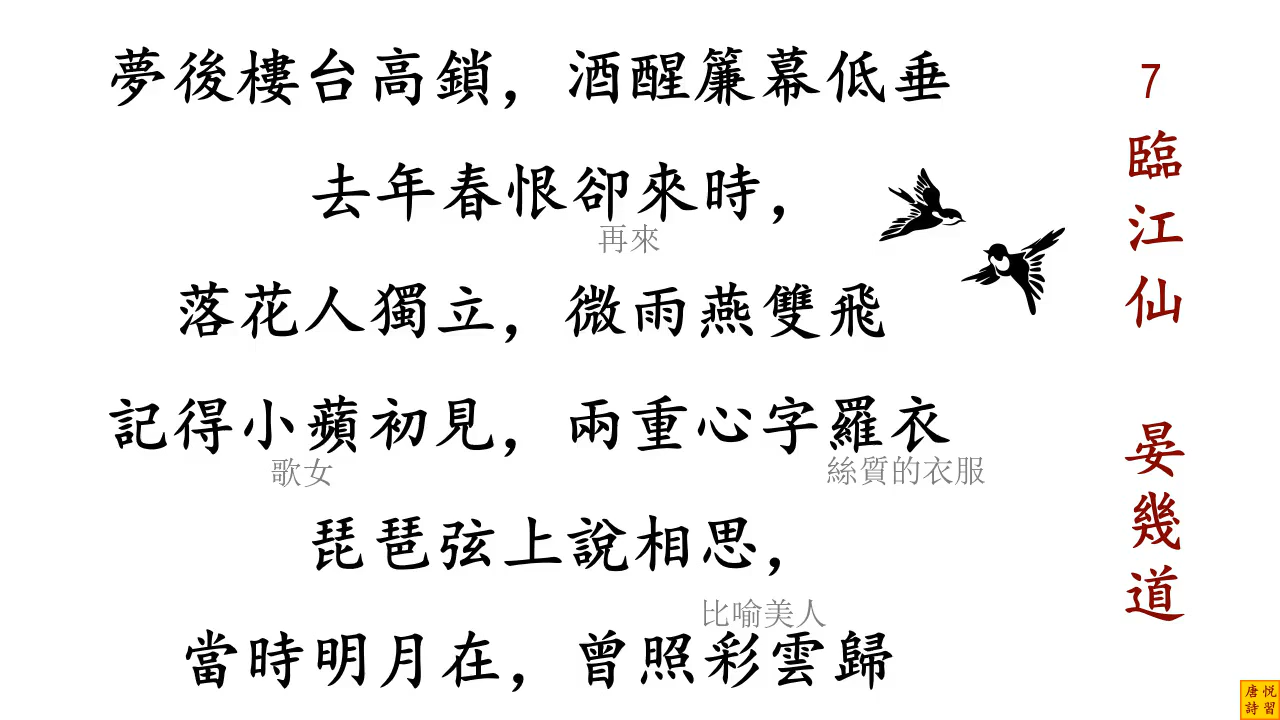 夢後樓台高鎖，酒醒簾幕低垂
去年春恨卻來時，
再來
落花人獨立，微雨燕雙飛
記得小蘋初見，兩重心字羅衣
歌女
絲質的衣服
琵琶弦上說相思，
比喻美人
當時明月在，曾照彩雲歸
7
臨江仙 晏幾道
悅習
唐詩